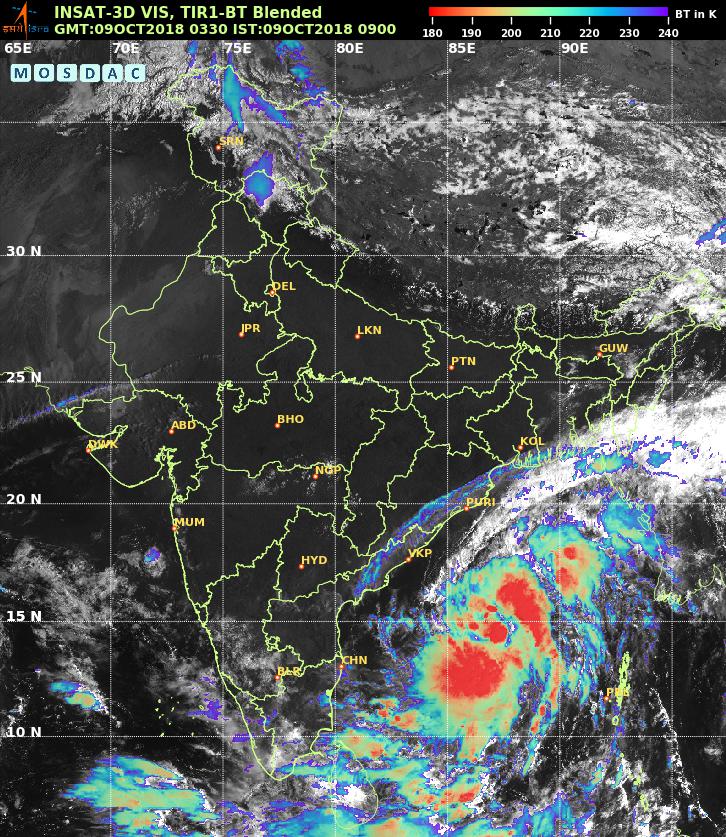 INSAT-3D VIS, TIR1-BT Blended
GMT:09OCT2018 0330 IST:09OCT2018 0900
BT in K
180 190 200 210 220 230 240
65E 70E 75E 80E 85E 90E
MOSDAC
SRN
30 N
DEL
JPR
LKN
GUW
PTN
25 N
ABD
BHO
KOL
DWK
NGP
20 N
PURI
MUM
VKP
HYD
15 N
CHN
BLR
10 N